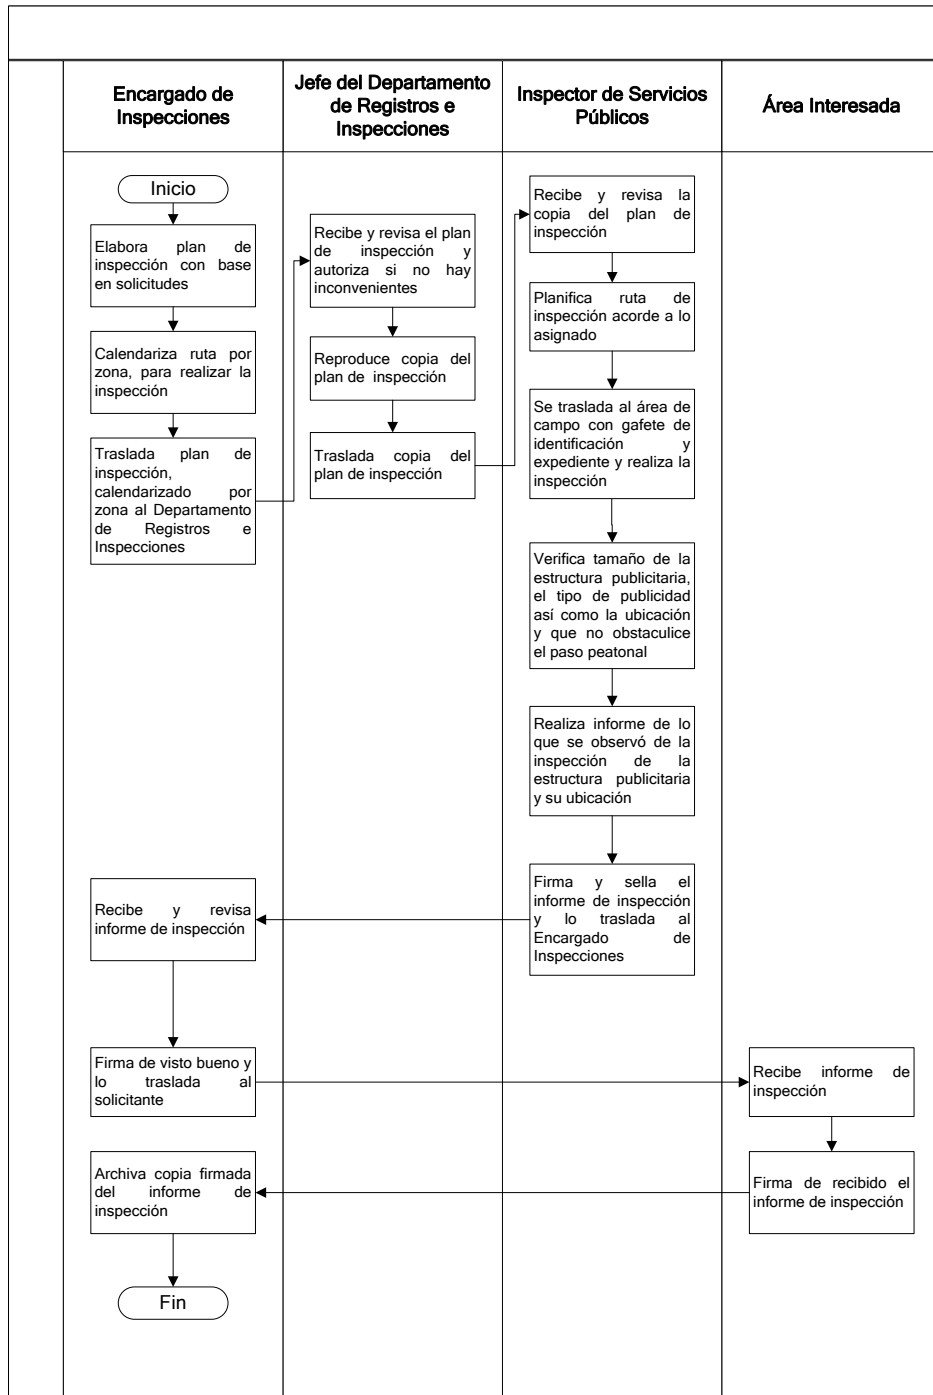 Encargado de
Inspecciones
Jefe del Departamento
de Registros e
Inspecciones
Inspector de Servicios
Públicos
Área Interesada
Inicio
Elabora plan de
inspección con base
en solicitudes
Calendariza ruta por
zona, para realizar la
inspección
Traslada plan de
inspección,
calendarizado por
zona al Departamento
de Registros e
Inspecciones
Recibe y revisa el plan
de inspección y
autoriza si no hay
inconvenientes
Reproduce copia del
plan de inspección
Traslada copia del
plan de inspección
Recibe y revisa la
copia del plan de
inspección
Planifica ruta de
inspección acorde a lo
asignado
Se traslada al área de
campo con gafete de
identificación y
expediente y realiza la
inspección
Verifica tamaño de la
estructura publicitaria,
el tipo de publicidad
así como la ubicación
y que no obstaculice
el paso peatonal
Realiza informe de lo
que se observó de la
inspección de la
estructura publicitaria
y su ubicación
Firma y sella el
informe de inspección
y lo traslada al
Encargado de
Inspecciones
Recibe y revisa
informe de inspección
Firma de visto bueno y
lo traslada al
solicitante
Recibe informe de
inspección
Firma de recibido el
informe de inspección
Archiva copia firmada
del informe de
inspección
Fin